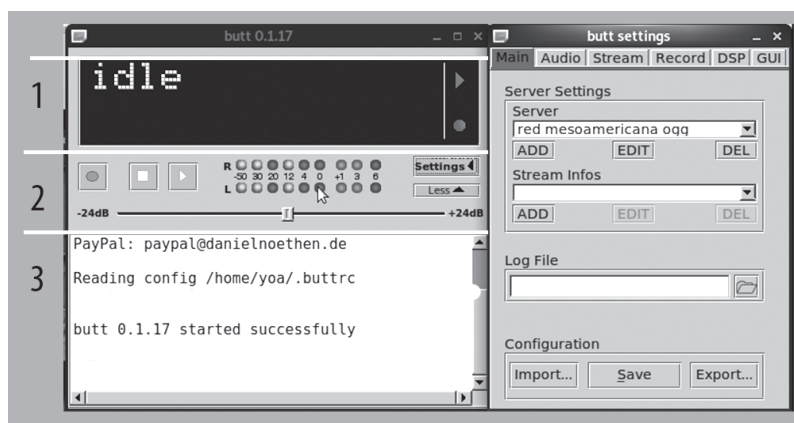 butt 0.1.17
1
idle
2
R
-50 30 20 12 4 0 +1 3 6
L
Settings
Less
-24dB
+24dB
3
PayPal: paypal@danielnoethen.de
Reading config /home/yoa/.buttrc
butt 0.1.17 started successfully
butt settings
Main Audio Stream Record DSP GUI
Server Settings
Server
red mesoamericana ogg
ADD EDIT DEL
Stream Infos
ADD EDIT DEL
Log File
Configuration
Import... Save Export...